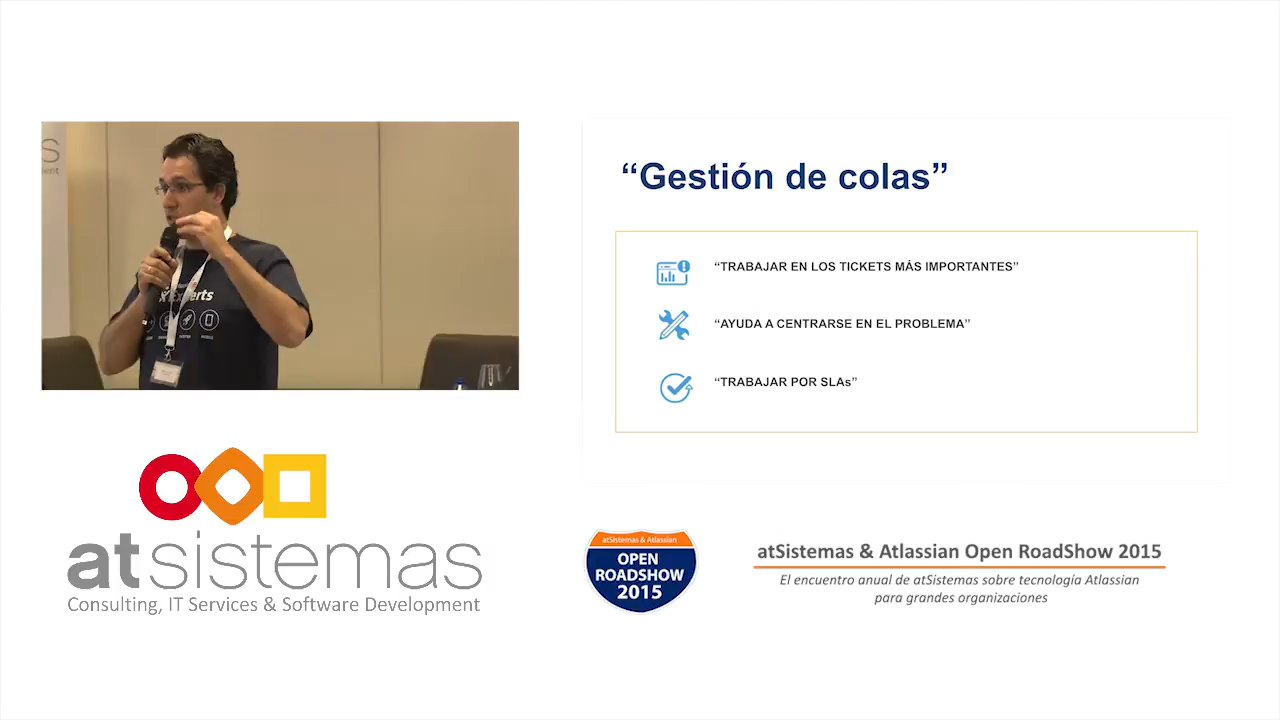 “Gestión de colas”
“TRABAJAR EN LOS TICKETS MÁS IMPORTANTES”
“AYUDA A CENTRARSE EN EL PROBLEMA”
“TRABAJAR POR SLAs”
atsistemas
Consulting, IT Services & Software Development
atSistemas & Atlassian
OPEN
ROADSHOW
2015
atSistemas & Atlassian Open RoadShow 2015
El encuentro anual de atSistemas sobre tecnología Atlassian
para grandes organizaciones